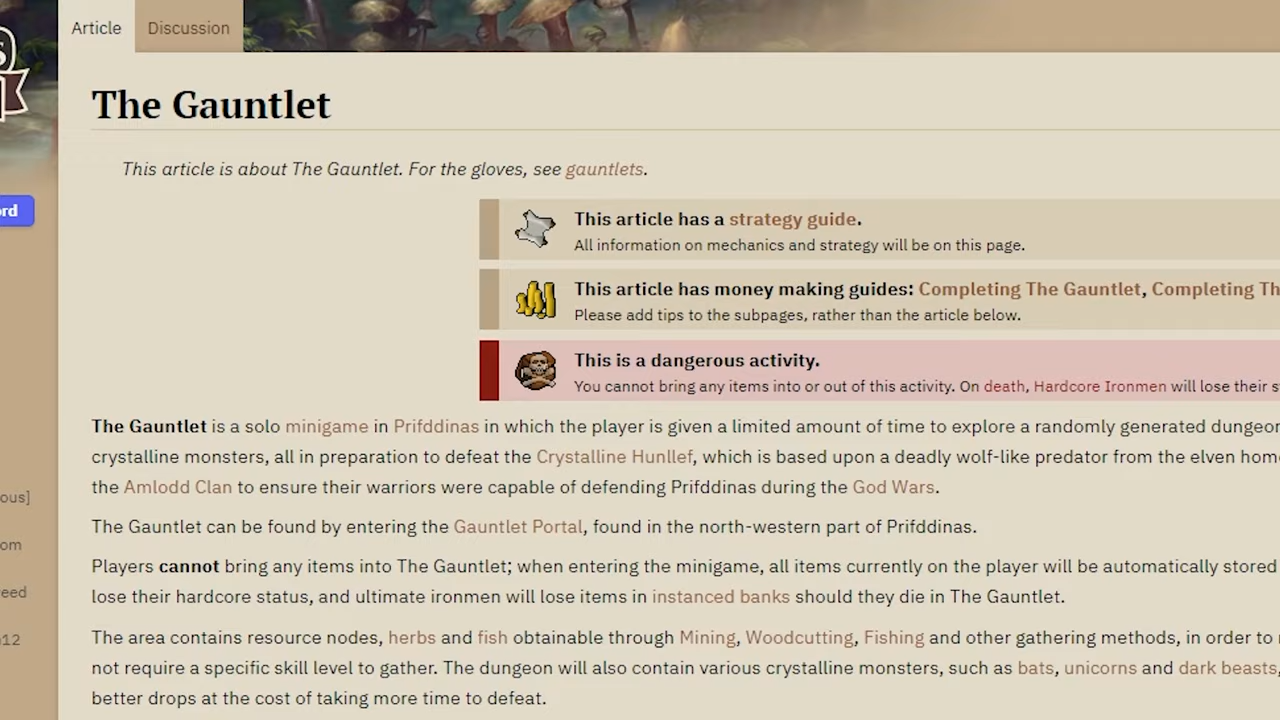 Article Discussion
The Gauntlet
This article is about The Gauntlet. For the gloves, see gauntlets.
ord
This article has a strategy guide.
All information on mechanics and strategy will be on this page.
This article has money making guides: Completing The Gauntlet, Completing Th
Please add tips to the subpages, rather than the article below.
This is a dangerous activity.
You cannot bring any items into or out of this activity. On death, Hardcore Ironmen will lose their s
The Gauntlet is a solo minigame in Prifddinas in which the player is given a limited amount of time to explore a randomly generated dungeon
crystalline monsters, all in preparation to defeat the Crystalline Hunllef, which is based upon a deadly wolf-like predator from the elven hom
the Amlodd Clan to ensure their warriors were capable of defending Prifddinas during the God Wars.
ous]
The Gauntlet can be found by entering the Gauntlet Portal, found in the north-western part of Prifddinas.
om
Players cannot bring any items into The Gauntlet; when entering the minigame, all items currently on the player will be automatically stored
eed
lose their hardcore status, and ultimate ironmen will lose items in instanced banks should they die in The Gauntlet.
12
The area contains resource nodes, herbs and fish obtainable through Mining, Woodcutting, Fishing and other gathering methods, in order to
not require a specific skill level to gather. The dungeon will also contain various crystalline monsters, such as bats, unicorns and dark beasts,
better drops at the cost of taking more time to defeat.